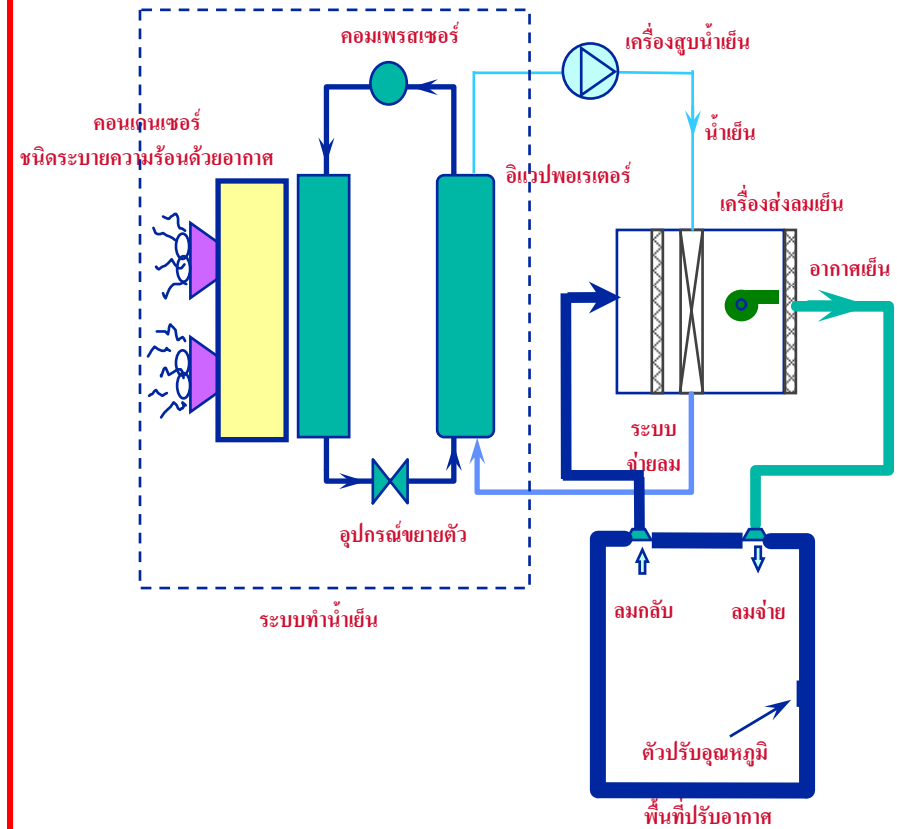 คอมเพรสเซอร์
เครื่องสูบน้ำเย็น
คอนเดนเซอร์
ชนิดระบายความร้อนด้วยอากาศ
น้ำเย็น
อิแวปพอเรเตอร์
เครื่องส่งลมเย็น
อากาศเย็น
ระบบ
จ่ายลม
อุปกรณ์ขยายตัว
ระบบทำน้ำเย็น
ลมกลับ
ลมจ่าย
ตัวปรับอุณหภูมิ
พื้นที่ปรับอากาศ